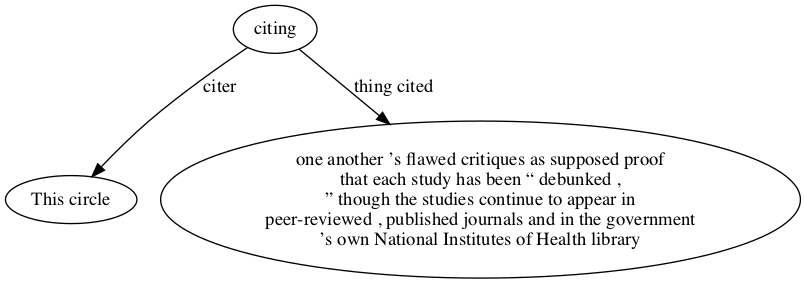 citing
citer
thing cited
This circle
one another ’s flawed critiques as supposed proof
that each study has been “ debunked ,
” though the studies continue to appear in
peer-reviewed , published journals and in the government
’s own National Institutes of Health library